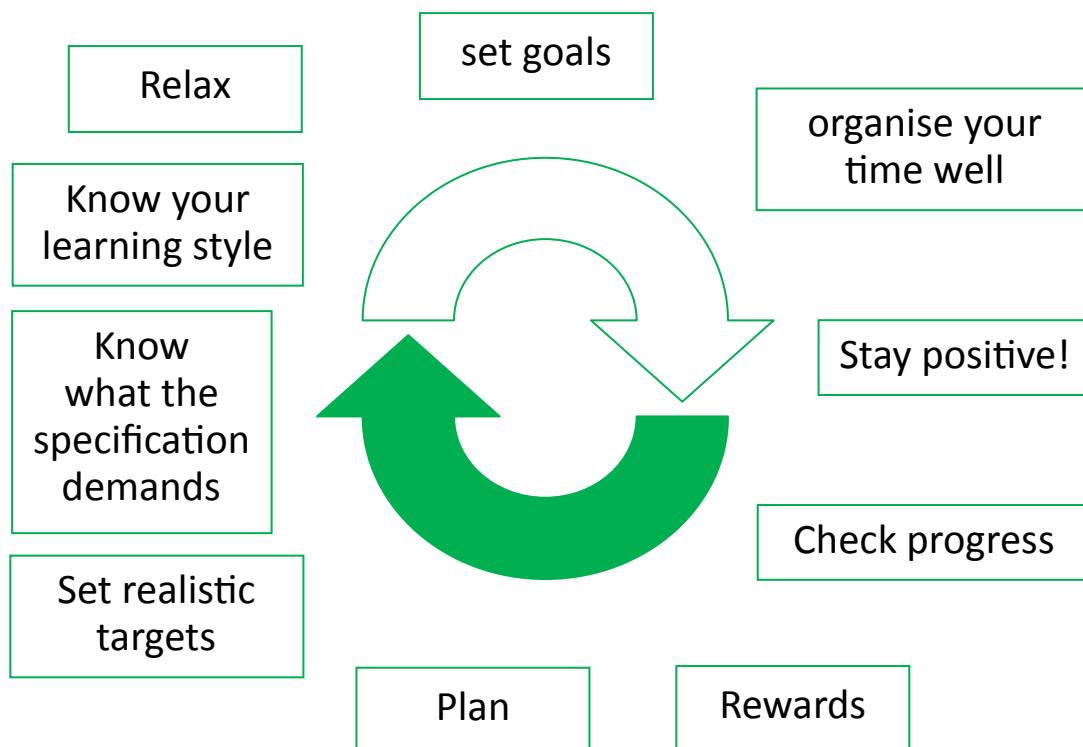 set goals
Relax
organise your
time well
Know your
learning style
Know
what the
specification
demands
Stay positive!
Check progress
Set realistic
targets
Plan
Rewards